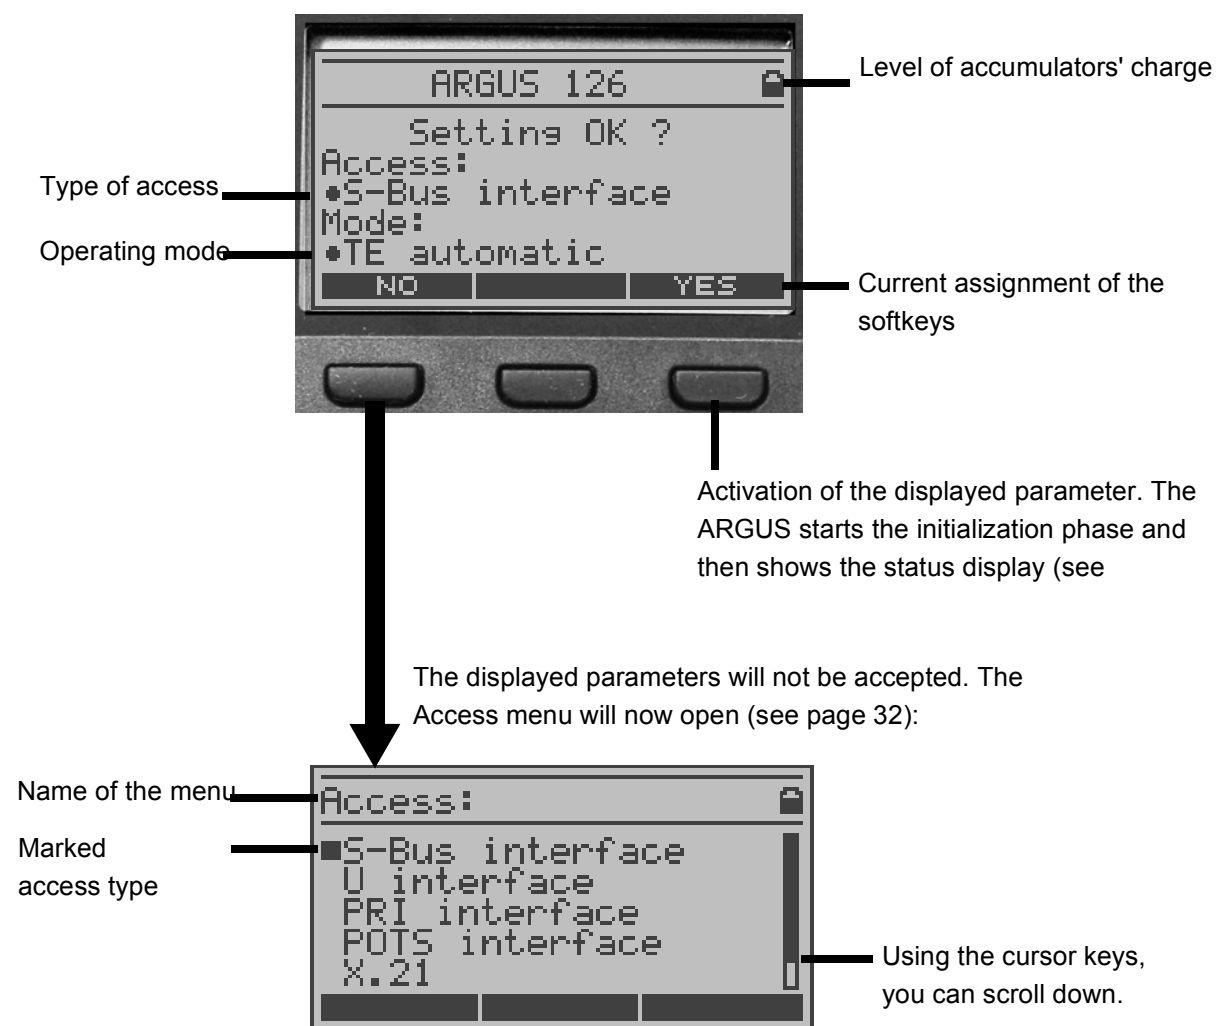 ARGUS 126
Level of accumulators' charge
Setting OK ?
Access:
Type of access
•S-Bus interface
Mode:
Operating mode
•TE automatic
NO YES
Current assignment of the
softkeys
Activation of the displayed parameter. The
ARGUS starts the initialization phase and
then shows the status display (see
The displayed parameters will not be accepted. The
Access menu will now open (see page 32):
Name of the menu
Access:
Marked
access type
■S-Bus interface
U interface
PRI interface
POTS interface
X.21
Using the cursor keys,
you can scroll down.